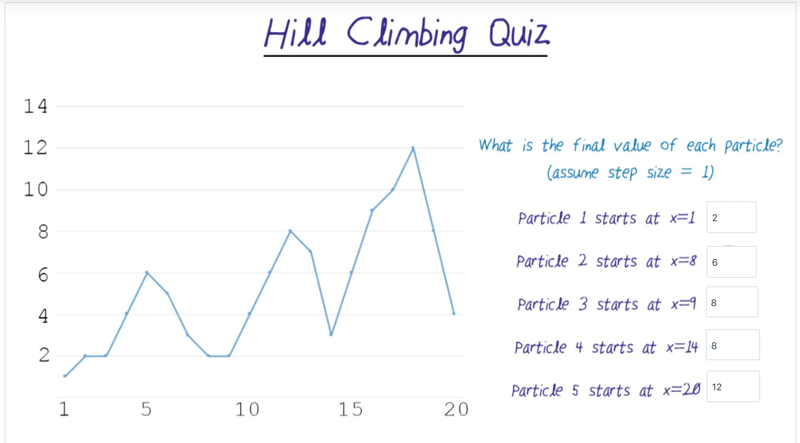 Hill Climbing Quiz
14
12
10
8
6
4
2
1 5 10 15 20
What is the final value of each particle?
(assume step size = 1)
Particle 1 starts at x=1 2
Particle 2 starts at x=8 6
Particle 3 starts at x=9 8
Particle 4 starts at x=14 8
Particle 5 starts at x=20 12